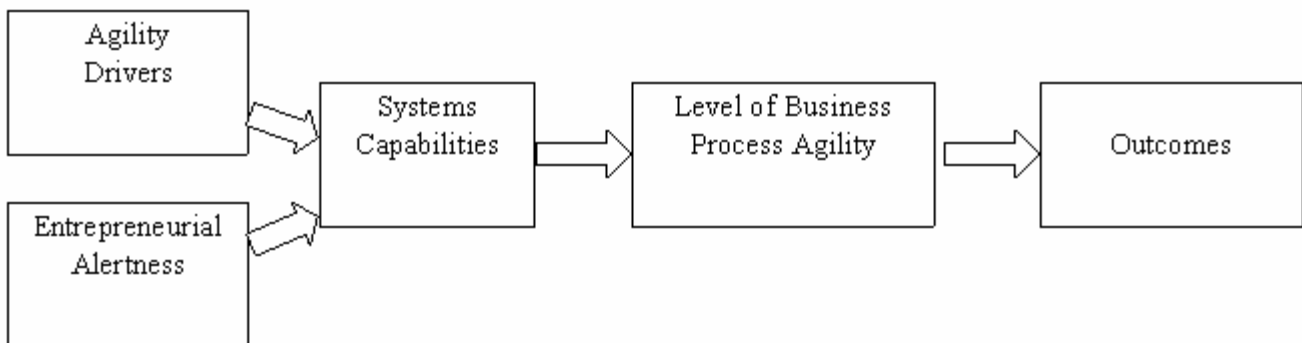 Agility
Drivers
Entrepreneurial
Alertness
Systems
Capabilities
Level of Business
Process Agility
Outcomes